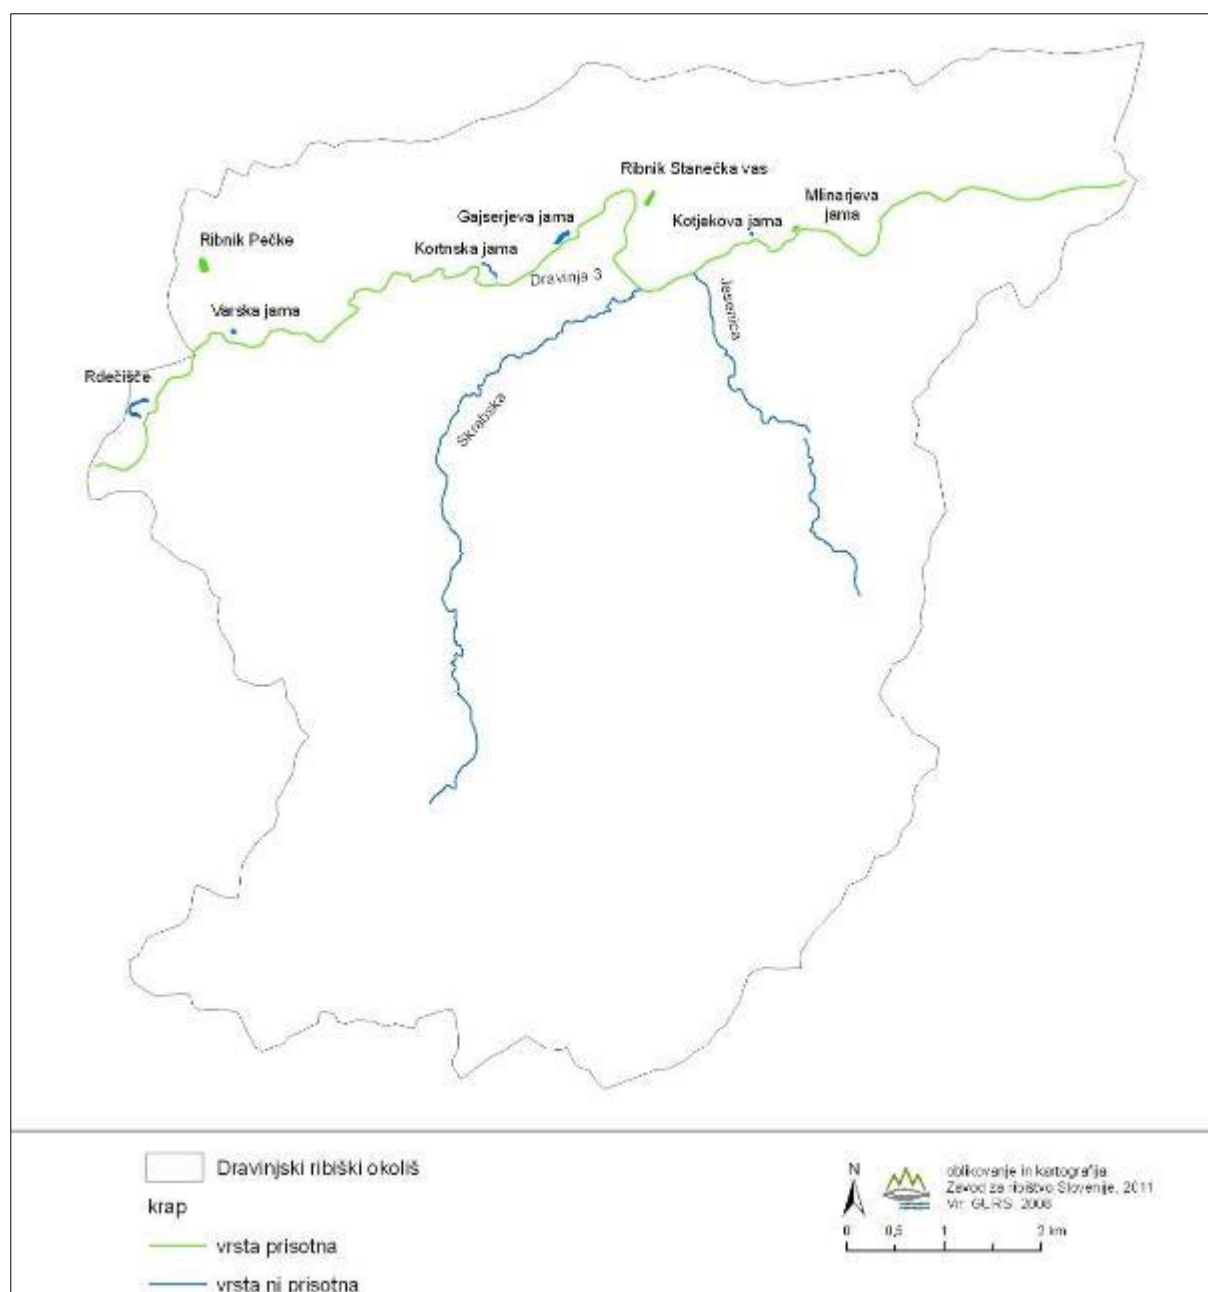 Ribnik Stanečka vas
Mlinarjeva
jama
Gajserjeva jama
Kotjakova jama
Ribnik Pečke
Kortnska jama
Dravinja 3
Jesenica
Varska jama
Rdečišče
Skrabska
Dravinjski ribiški okoliš
krap
vrsta prisotna
vrsta ni prisotna
N
oblikovanje in kartografija:
Zavod za ribištvo Slovenije, 2011
Vir: GURS, 2008
0 0,5 1 2 km